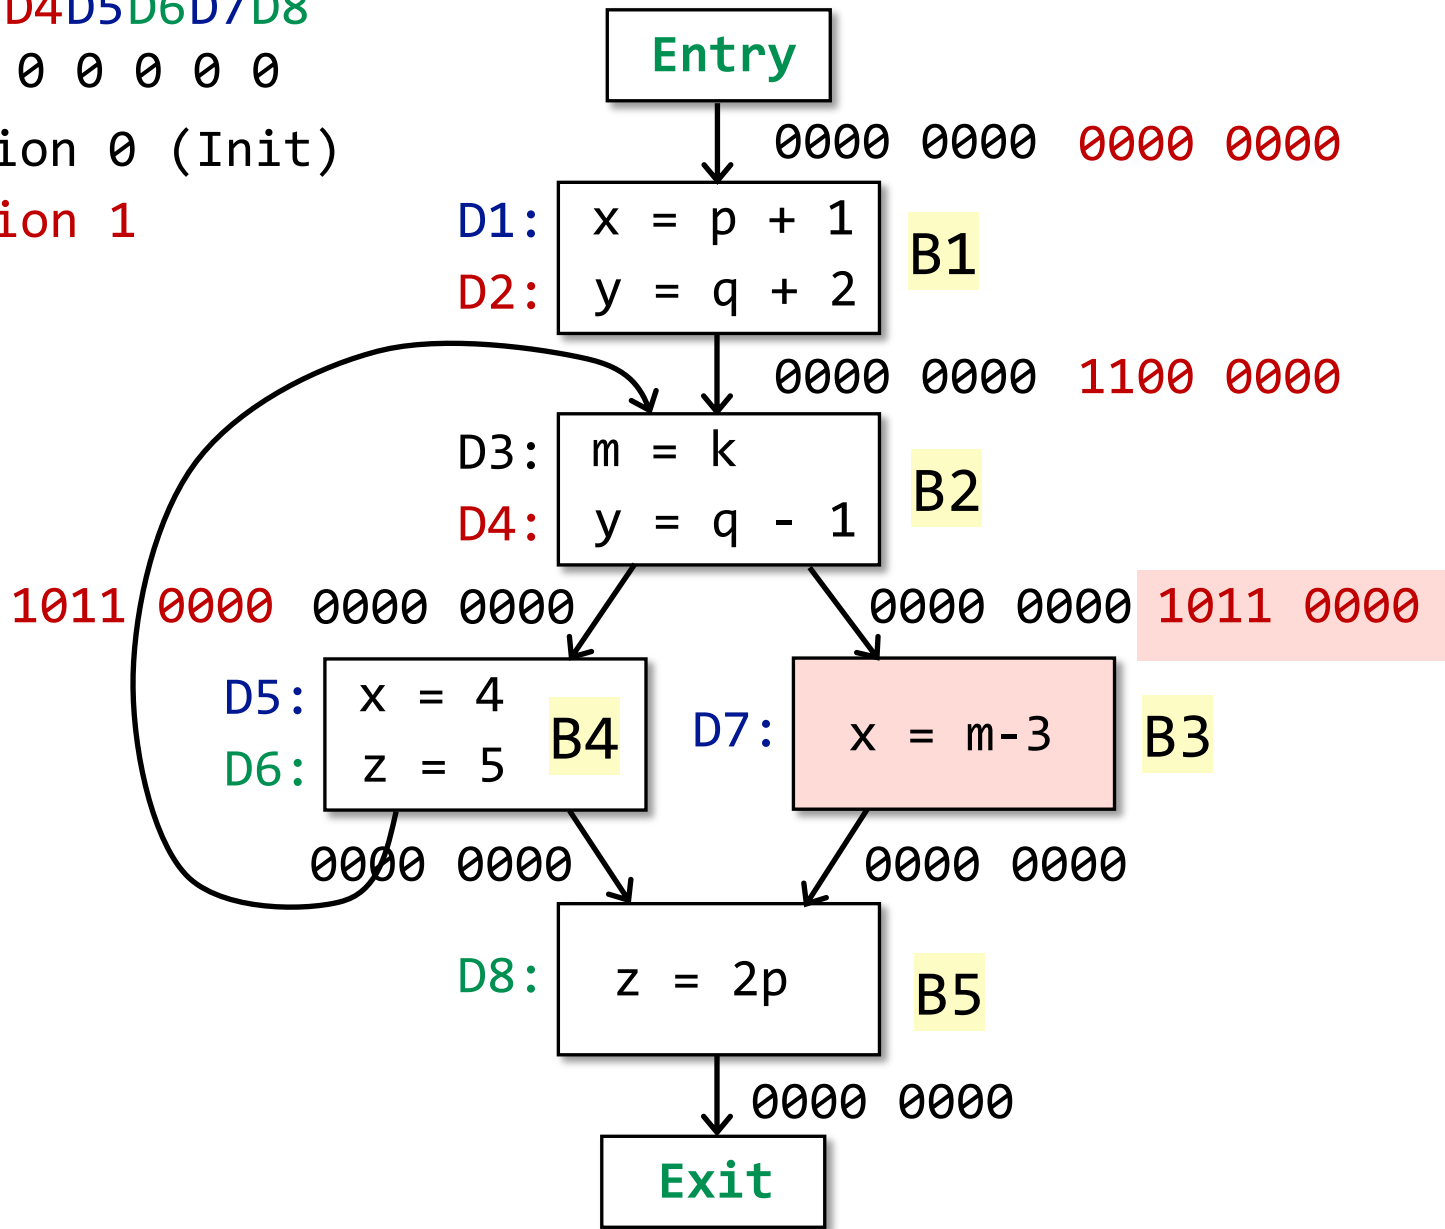 D4D5D6D7D8
0 0 0 0 0
ion 0 (Init)
ion 1
Entry
0000 0000 0000 0000
D1: x = p + 1
D2: y = q + 2
B1
0000 0000 1100 0000
D3: m = k
D4: y = q - 1
B2
1011 0000 0000 0000
0000 0000 1011 0000
D5: x = 4
D6: z = 5
B4
D7: x = m-3
B3
0000 0000
0000 0000
D8: z = 2p
B5
0000 0000
Exit